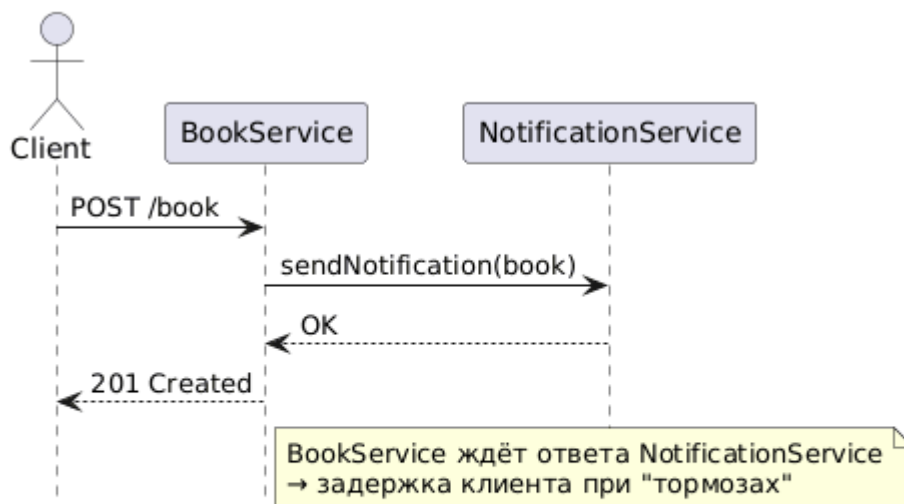 Client
BookService
NotificationService
POST /book
sendNotification(book)
OK
201 Created
BookService ждёт ответа NotificationService
→ задержка клиента при "тормозах"